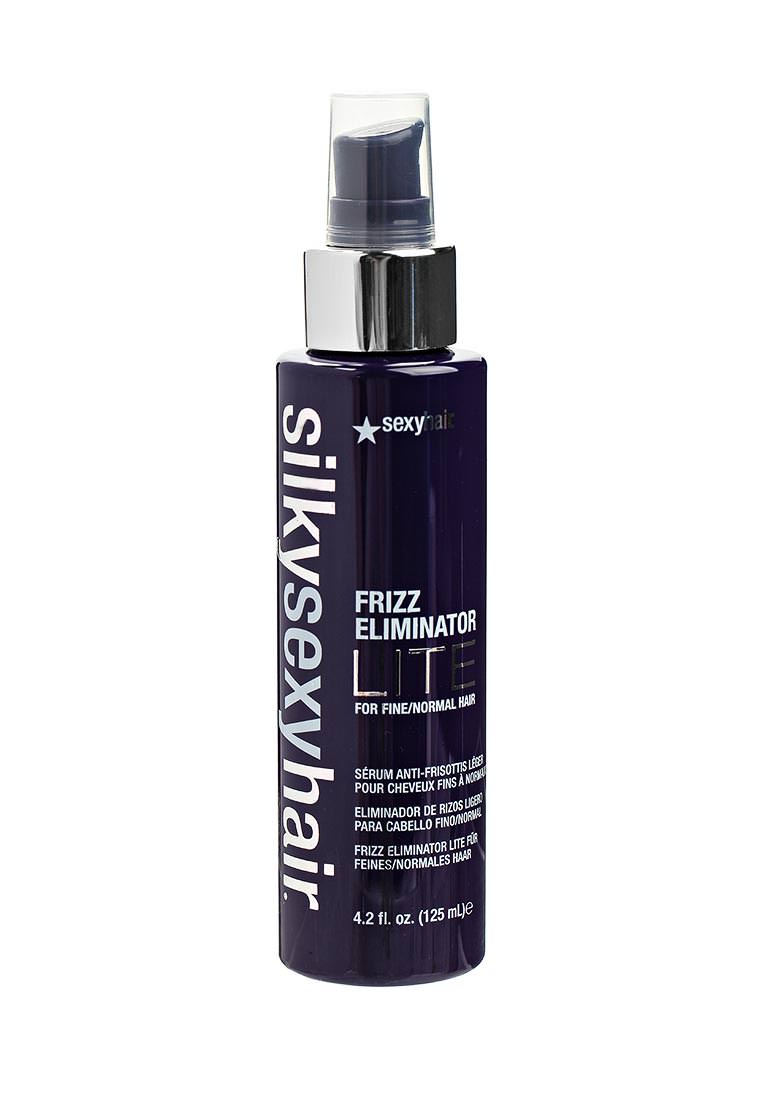 sexyhair
silkysexyhair.
FRIZZ
ELIMINATOR
LITE
FOR FINE/NORMAL HAIR
SÉRUM ANTI-FRISOTTIS LÉGER
POUR CHEVEUX FINS À NORMAUX
ELIMINADOR DE RIZOS LIGERO
PARA CABELLO FINO/NORMAL
FRIZZ ELIMINATOR LITE FÜR
FEINES/NORMALES HAAR
4.2 fl. oz. (125 mL)℮